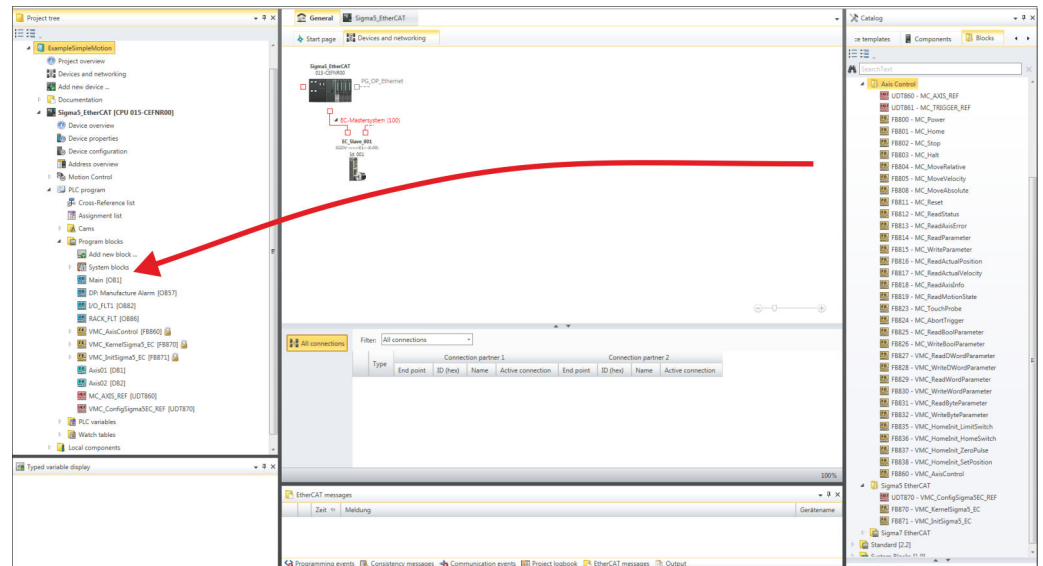 Project tree
ExampleSimpleMotion
Project overview
Devices and networking
Add new device ...
Documentation
Sigma5_EtherCAT [CPU 015-CEFNR00]
Device overview
Device properties
Device configuration
Address overview
Motion Control
PLC program
Cross-Reference list
Assignment list
Cams
Program blocks
Add new block ...
System blocks
Main [OB1]
DP: Manufacture Alarm [OB57]
I/O_FLT1 [OB82]
RACK_FLT [OB86]
VMC_AxisControl [FB860]
VMC_KernelSigma5_EC [FB870]
VMC_InitSigma5_EC [FB871]
Axis01 [DB1]
Axis02 [DB2]
MC_AXIS_REF [UDT860]
VMC_ConfigSigma5EC_REF [UDT870]
PLC variables
Watch tables
Local components
Typed variable display
General
Sigma5_EtherCAT
Start page
Devices and networking
Sigma5_EtherCAT
015-CEFNR00
PG_OP_Ethernet
EC-Mastersystem (100)
EC_Slave_001
All connections
Filter:
All connections
Type
Connection partner 1
Connection partner 2
End point
ID (hex)
Name
Active connection
End point
ID (hex)
Name
Active connection
100%
EtherCAT messages
Zeit
Meldung
Gerätename
Programming events
Consistency messages
Communication events
Project logbook
EtherCAT messages
Output
Catalog
:e templates
Components
Blocks
SearchText
Axis Control
UDT860 - MC_AXIS_REF
UDT861 - MC_TRIGGER_REF
FB800 - MC_Power
FB801 - MC_Home
FB802 - MC_Stop
FB803 - MC_Halt
FB804 - MC_MoveRelative
FB805 - MC_MoveVelocity
FB808 - MC_MoveAbsolute
FB811 - MC_Reset
FB812 - MC_ReadStatus
FB813 - MC_ReadAxisError
FB814 - MC_ReadParameter
FB815 - MC_WriteParameter
FB816 - MC_ReadActualPosition
FB817 - MC_ReadActualVelocity
FB818 - MC_ReadAxisInfo
FB819 - MC_ReadMotionState
FB823 - MC_TouchProbe
FB824 - MC_AbortTrigger
FB825 - MC_ReadBoolParameter
FB826 - MC_WriteBoolParameter
FB827 - VMC_ReadDWordParameter
FB828 - VMC_WriteDWordParameter
FB829 - VMC_ReadWordParameter
FB830 - VMC_WriteWordParameter
FB831 - VMC_ReadByteParameter
FB832 - VMC_WriteByteParameter
FB835 - VMC_HomeInit_LimitSwitch
FB836 - VMC_HomeInit_HomeSwitch
FB837 - VMC_HomeInit_ZeroPulse
FB838 - VMC_HomeInit_SetPosition
FB860 - VMC_AxisControl
Sigma5 EtherCAT
UDT870 - VMC_ConfigSigma5EC_REF
FB870 - VMC_KernelSigma5_EC
FB871 - VMC_InitSigma5_EC
Sigma7 EtherCAT
Standard [2.2]